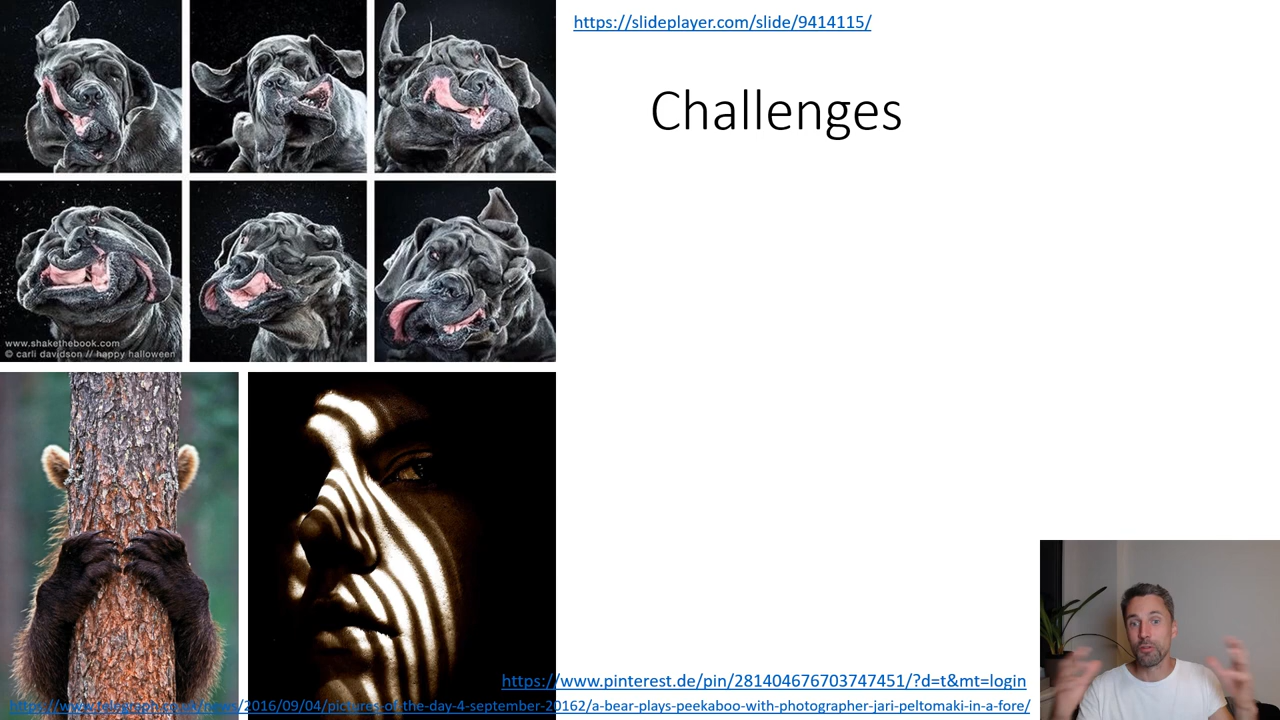 https://slideplayer.com/slide/9414115/
Challenges
www.shakethebook.com
© carli davidson // happy halloween
https://www.pinterest.de/pin/281404676703747451/?d=t&mt=login
https://www.telegraph.co.uk/news/2016/09/04/pictures-of-the-day-4-september-20162/a-bear-plays-peekaboo-with-photographer-jari-peltomaki-in-a-fore/